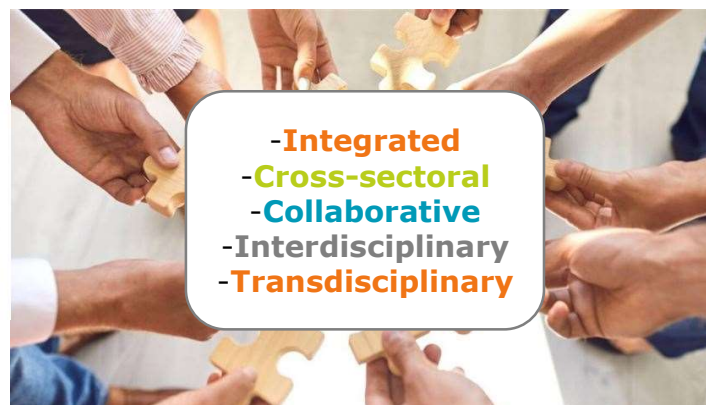 -Integrated
-Cross-sectoral
-Collaborative
-Interdisciplinary
-Transdisciplinary